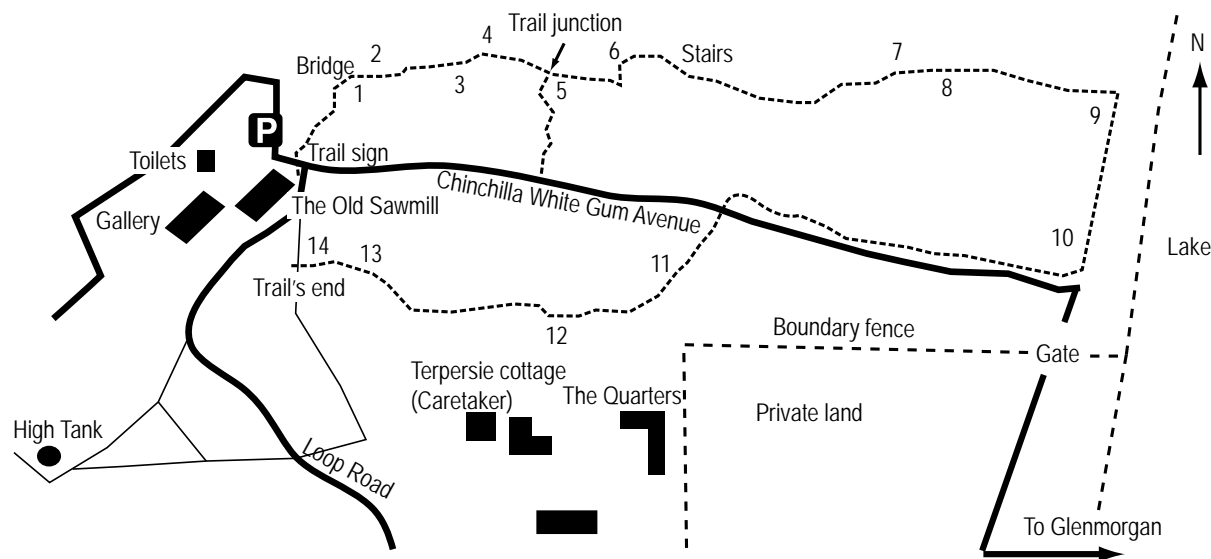 Trail junction
4
6
2
Stairs
7
N
Bridge
1
3
5
8
9
P
Toilets
Trail sign
Chinchilla White Gum Avenue
Gallery
The Old Sawmill
10
Lake
14
13
11
Trail's end
12
Boundary fence
Gate
Terpersie cottage
(Caretaker)
The Quarters
Private land
High Tank
Loop Road
To Glenmorgan